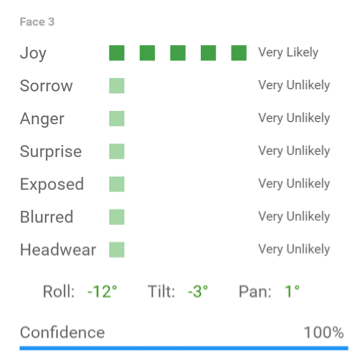 Face 3
Joy Very Likely
Sorrow Very Unlikely
Anger Very Unlikely
Surprise Very Unlikely
Exposed Very Unlikely
Blurred Very Unlikely
Headwear Very Unlikely
Roll: -12° Tilt: -3° Pan: 1°
Confidence 100%